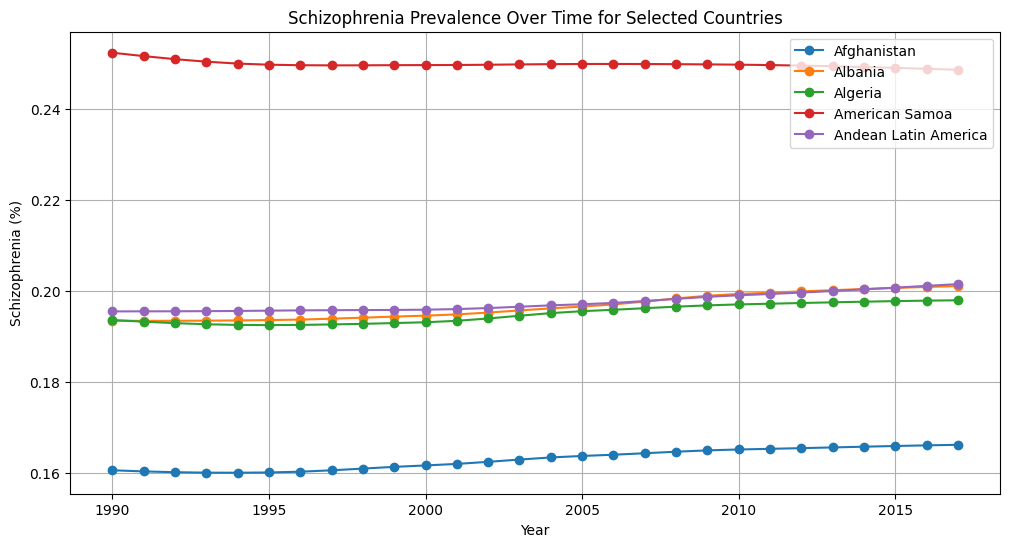 Schizophrenia Prevalence Over Time for Selected Countries
Afghanistan
Albania
Algeria
American Samoa
Andean Latin America
Schizophrenia (%)
0.24
0.22
0.20
0.18
0.16
1990
1995
2000
2005
2010
2015
Year